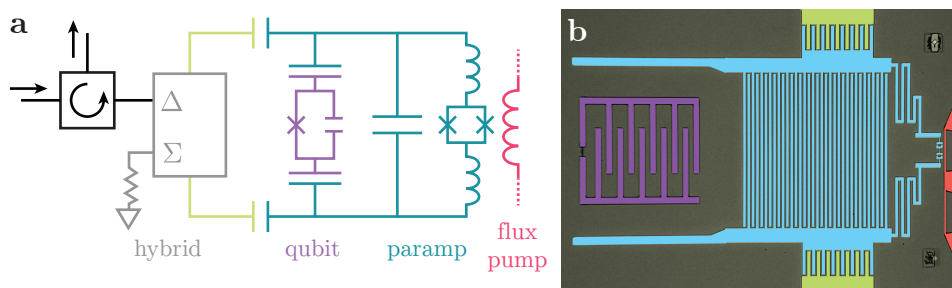 a
Δ
Σ
hybrid
qubit
paramp
flux
pump
b